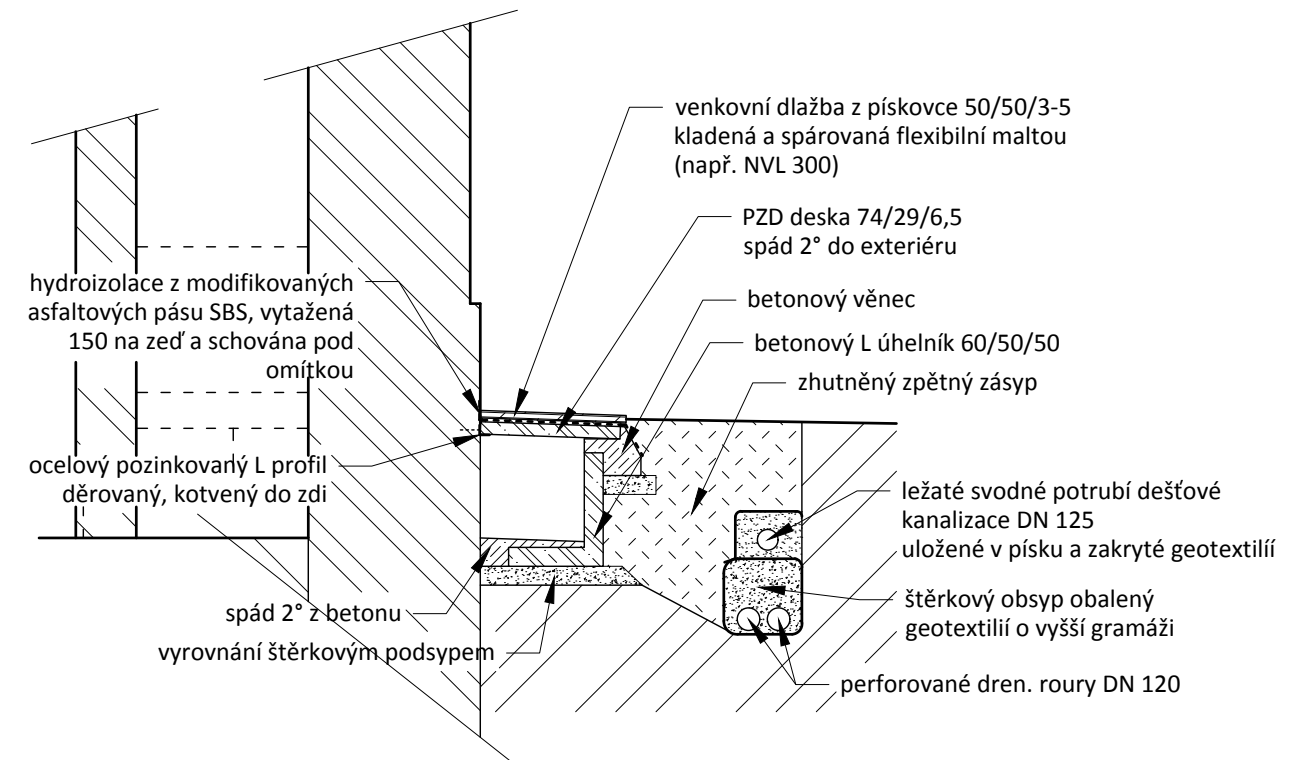 venkovní dlažba z pískovce 50/50/3-5
kladená a spárovaná flexibilní maltou
(např. NVL 300)
PZD deska 74/29/6,5
spád 2° do exteriéru
hydroizolace z modifikovaných
asfaltových pásu SBS, vytažená
150 na zeď a schována pod
omítkou
betonový věnec
betonový L úhelník 60/50/50
zhutněný zpětný zásyp
ocelový pozinkovaný L profil
děrovaný, kotvený do zdi
ležaté svodné potrubí dešťové
kanalizace DN 125
uložené v písku a zakryté geotextilíí
štěrkový obsyp obalený
geotextilií o vyšší gramáži
spád 2° z betonu
vyrovnání štěrkovým podsypem
perforované dren. roury DN 120